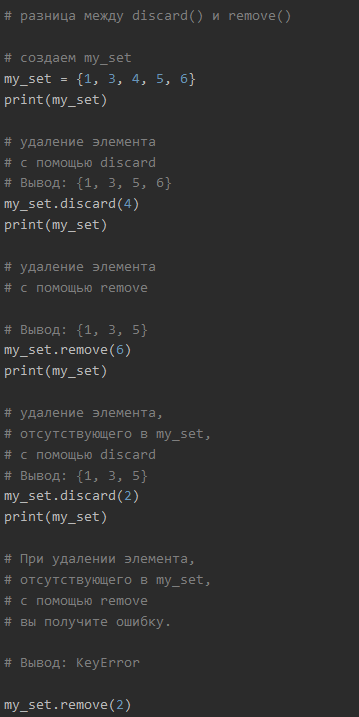 # разница между discard() и remove()
# создаем my_set
my_set = {1, 3, 4, 5, 6}
print(my_set)
# удаление элемента
# с помощью discard
# Вывод: {1, 3, 5, 6}
my_set.discard(4)
print(my_set)
# удаление элемента
# с помощью remove
# Вывод: {1, 3, 5}
my_set.remove(6)
print(my_set)
# удаление элемента,
# отсутствующего в my_set,
# с помощью discard
# Вывод: {1, 3, 5}
my_set.discard(2)
print(my_set)
# При удалении элемента,
# отсутствующего в my_set,
# с помощью remove
# вы получите ошибку.
# Вывод: KeyError
my_set.remove(2)